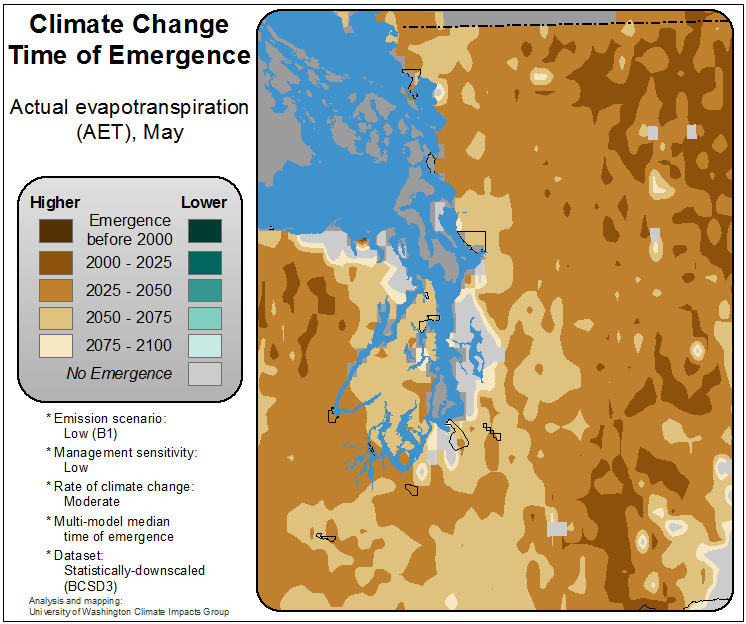 Climate Change
Time of Emergence
Actual evapotranspiration
(AET), May
Higher Lower
Emergence
before 2000
2000 - 2025
2025 - 2050
2050 - 2075
2075 - 2100
No Emergence
* Emission scenario:
Low (B1)
* Management sensitivity:
Low
* Rate of climate change:
Moderate
* Multi-model median
time of emergence
* Dataset:
Statistically-downscaled
(BCSD3)
Analysis and mapping:
University of Washington Climate Impacts Group